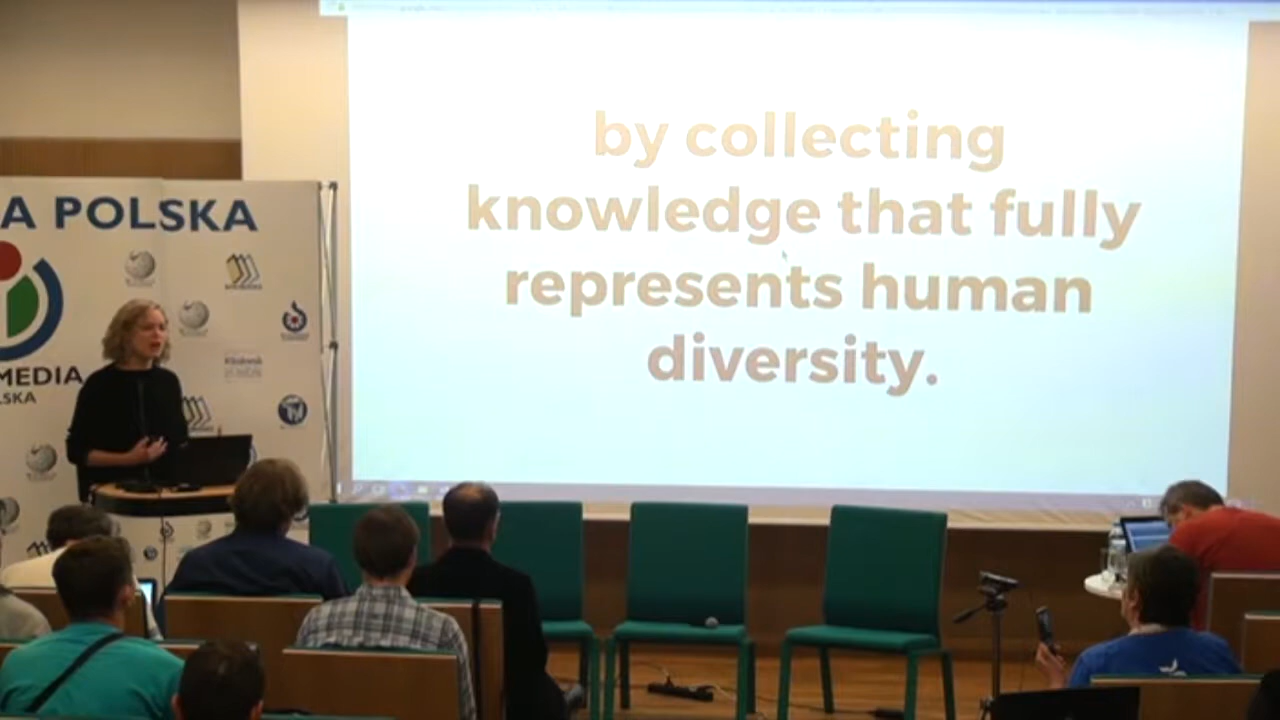 by collecting
knowledge that fully
represents human
diversity.
A POLSKA
MEDIA
LSKA